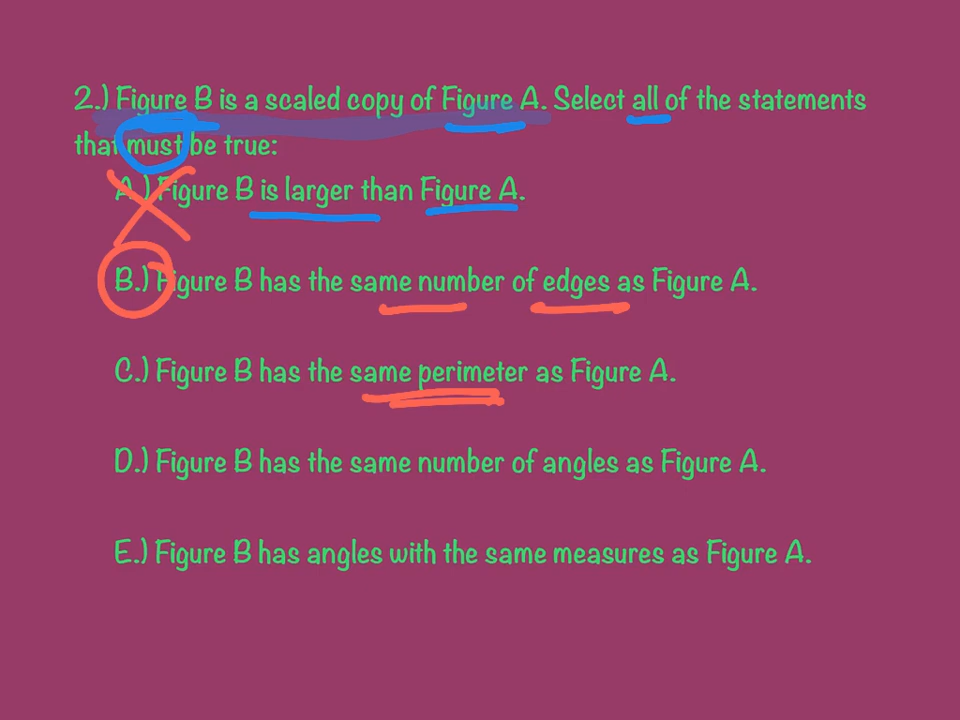 2.) Figure B is a scaled copy of Figure A. Select all of the statements
that must be true:
A.) Figure B is larger than Figure A.
B.) Figure B has the same number of edges as Figure A.
C.) Figure B has the same perimeter as Figure A.
D.) Figure B has the same number of angles as Figure A.
E.) Figure B has angles with the same measures as Figure A.